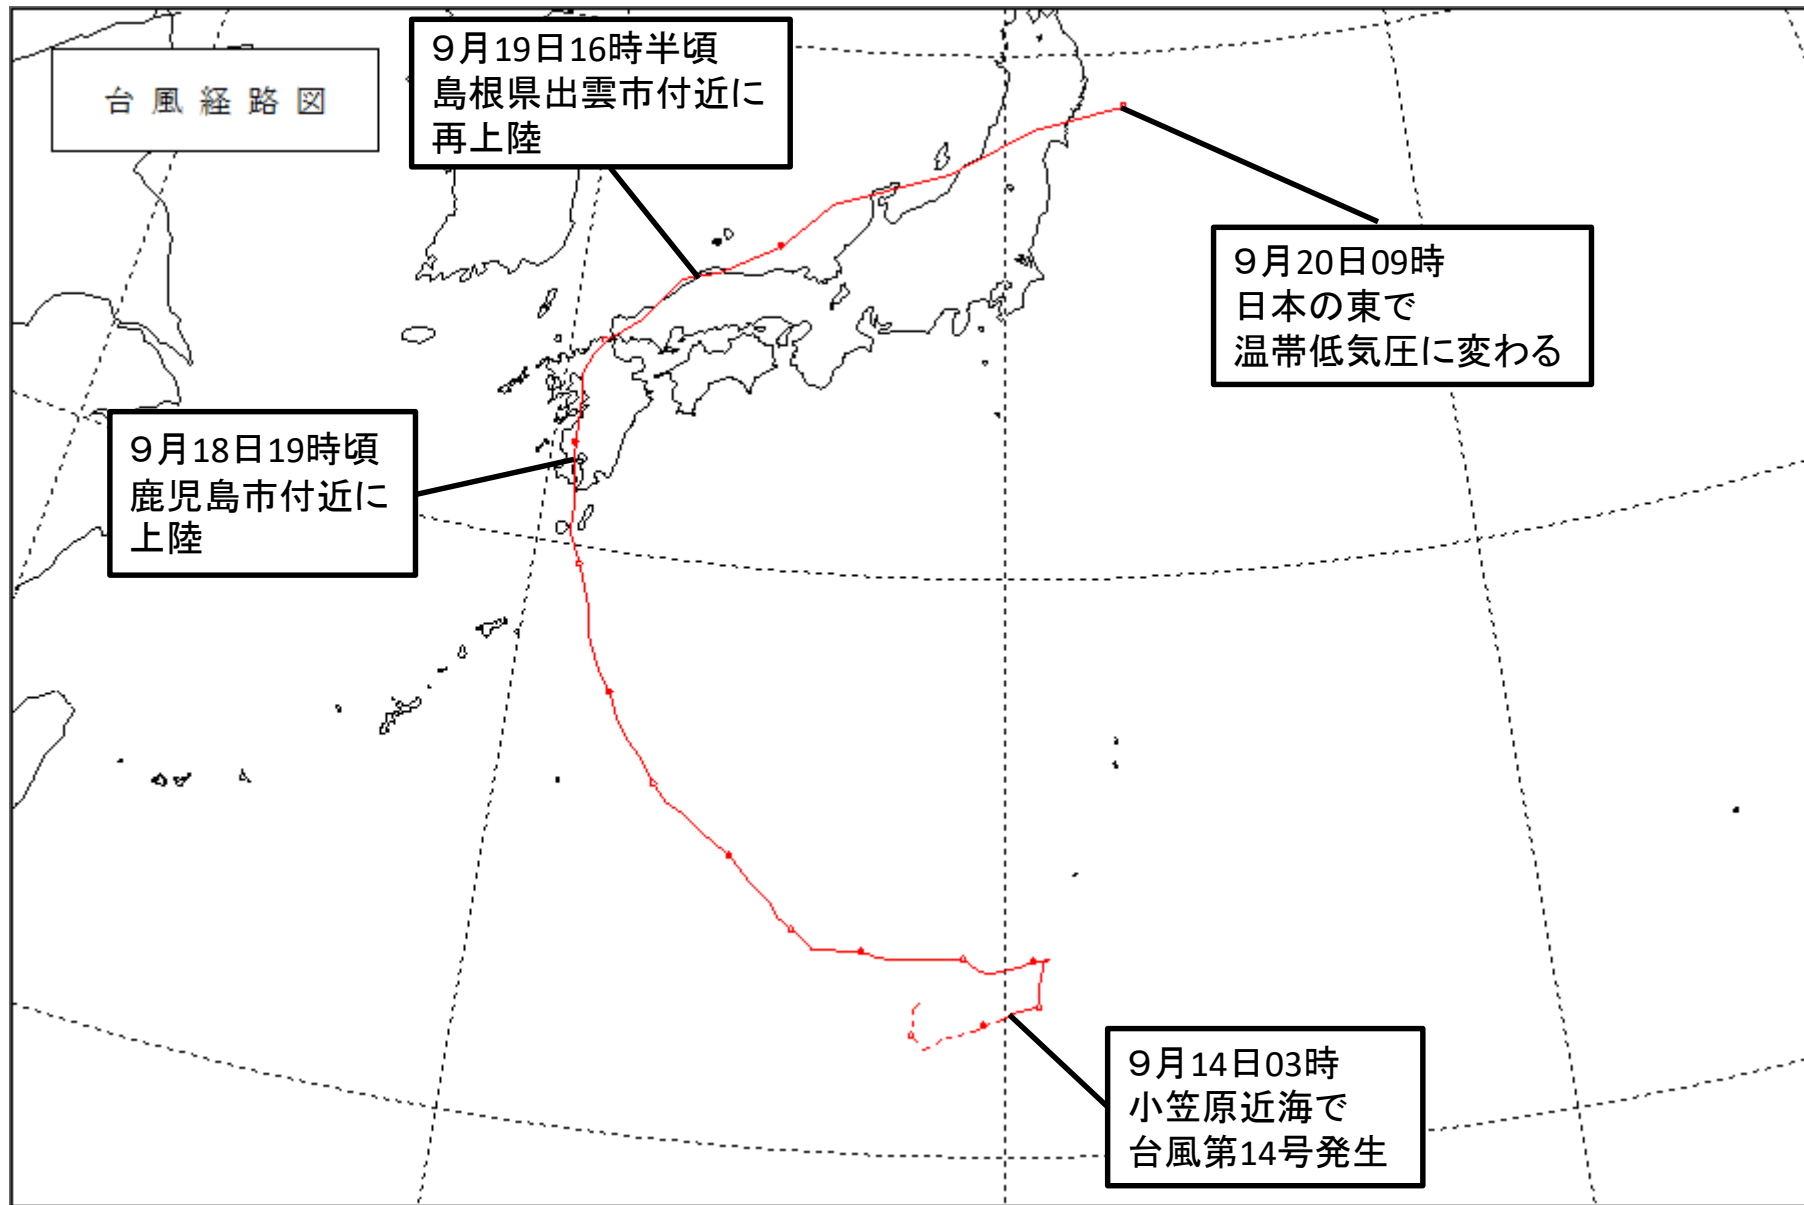 台風経路図
９月19日16時半頃
島根県出雲市付近に
再上陸
９月20日09時
日本の東で
温帯低気圧に変わる
９月18日19時頃
鹿児島市付近に
上陸
９月14日03時
小笠原近海で
台風第14号発生